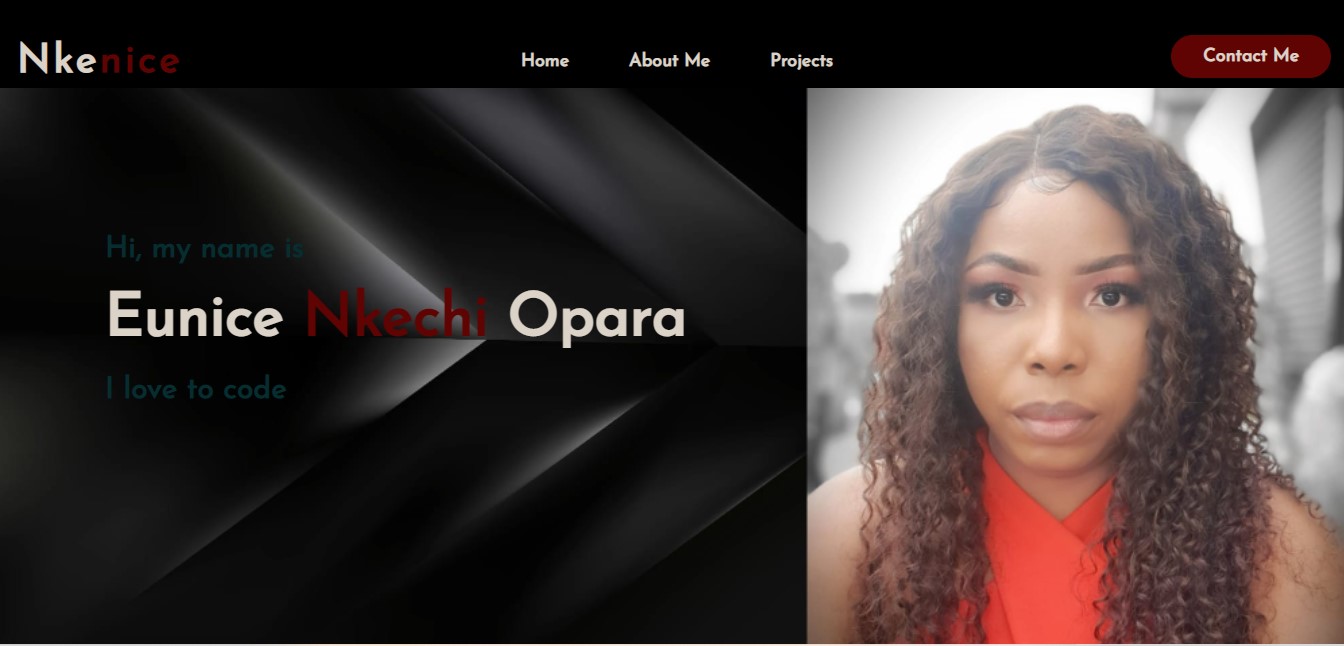 Nkenice
Home
About Me
Projects
Contact Me
Hi, my name is
Eunice Nkechi Opara
I love to code